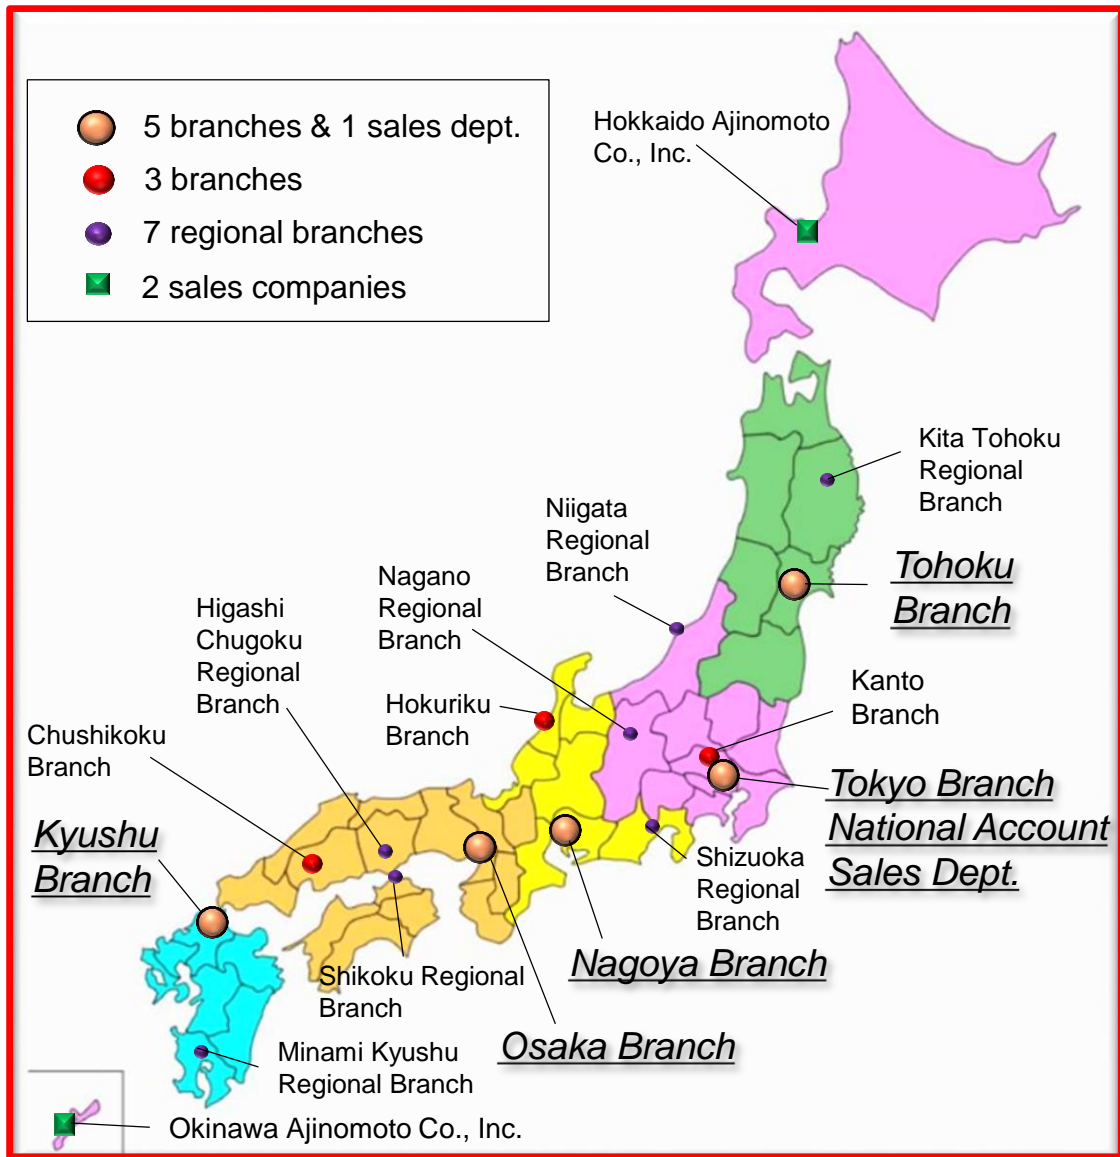 5 branches & 1 sales dept.
3 branches
7 regional branches
2 sales companies
Hokkaido Ajinomoto
Co., Inc.
Kita Tohoku
Regional
Branch
Niigata
Regional
Branch
Tohoku
Branch
Nagano
Regional
Branch
Higashi
Chugoku
Regional
Branch
Hokuriku
Branch
Kanto
Branch
Chushikoku
Branch
Tokyo Branch
National Account
Sales Dept.
Kyushu
Branch
Shizuoka
Regional
Branch
Nagoya Branch
Shikoku Regional
Branch
Osaka Branch
Minami Kyushu
Regional Branch
Okinawa Ajinomoto Co., Inc.